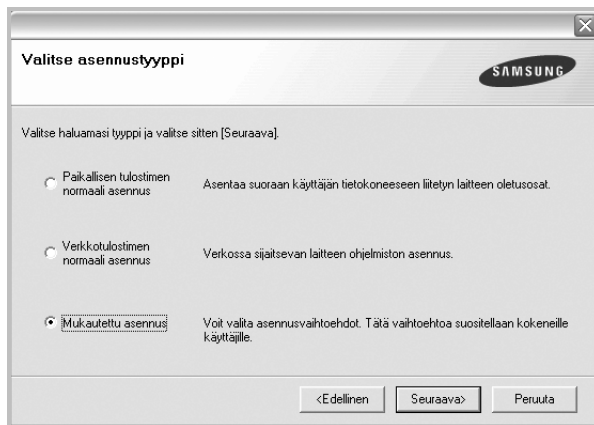 Valitse asennustyyppi
SAMSUNG
Valitse haluamasi tyyppi ja valitse sitten [Seuraava].
Paikallisen tulostimen
normaali asennus
Asentaa suoraan käyttäjän tietokoneeseen liitetyn laitteen oletusosat.
Verkkotulostimen
normaali asennus
Verkossa sijaitsevan laitteen ohjelmiston asennus.
Mukautettu asennus
Voit valita asennusvaihtoehdot. Tätä vaihtoehtoa suositellaan kokeneille
käyttäjille.
<Edellinen
Seuraava>
Peruuta